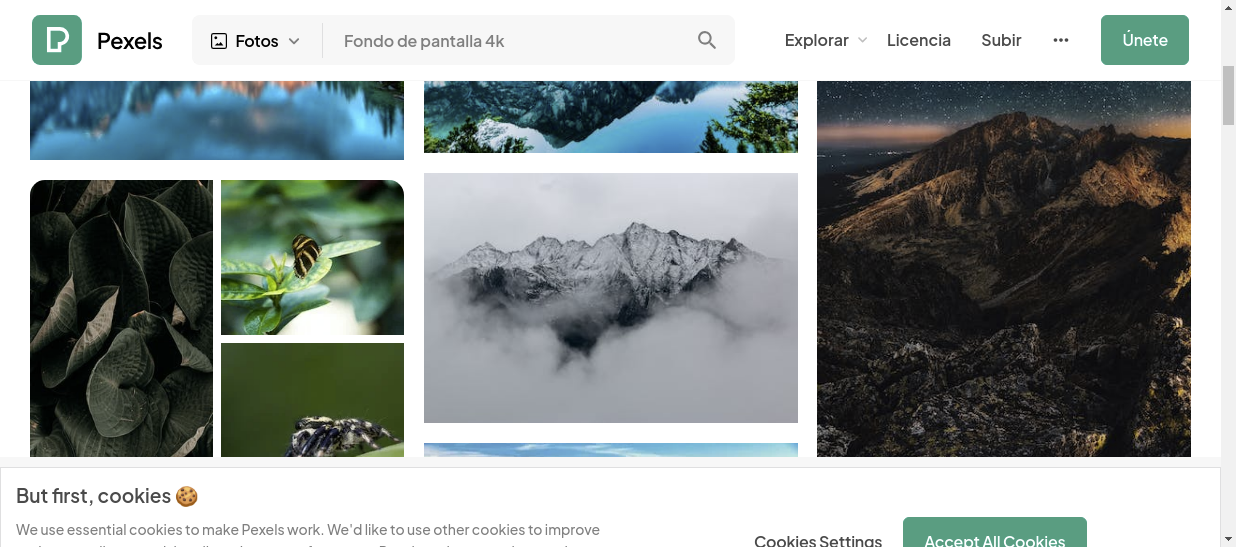 Pexels
Fotos
Fondo de pantalla 4k
Explorar
Licencia
Subir
Únete
But first, cookies 🍪
We use essential cookies to make Pexels work. We'd like to use other cookies to improve
Cookies Settings
Accept All Cookies